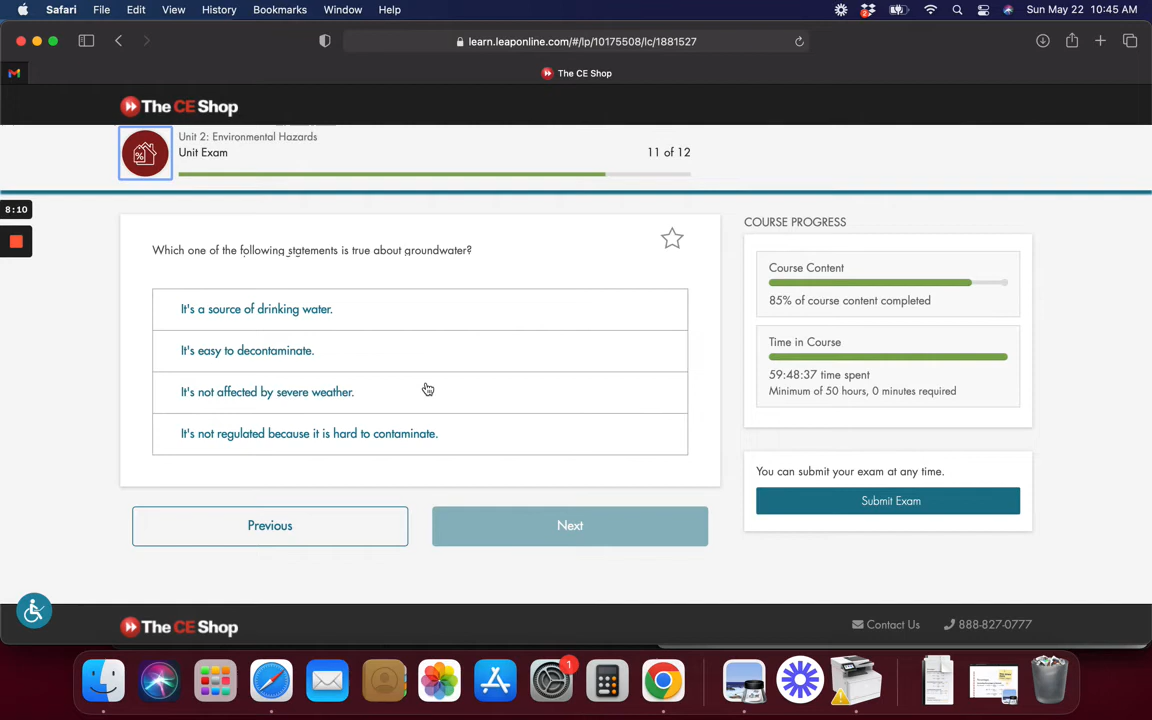 Safari File Edit View History Bookmarks Window Help 2 Sun May 22 10:45 AM
learn.leaponline.com/#/lp/10175508/lc/1881527
The CE Shop
The CE Shop
Unit 2: Environmental Hazards
Unit Exam 11 of 12
8:10
Which one of the following statements is true about groundwater?
It's a source of drinking water.
It's easy to decontaminate.
It's not affected by severe weather.
It's not regulated because it is hard to contaminate.
Previous Next
COURSE PROGRESS
Course Content
85% of course content completed
Time in Course
59:48:37 time spent
Minimum of 50 hours, 0 minutes required
You can submit your exam at any time.
Submit Exam
The CE Shop Contact Us 888-827-0777
1